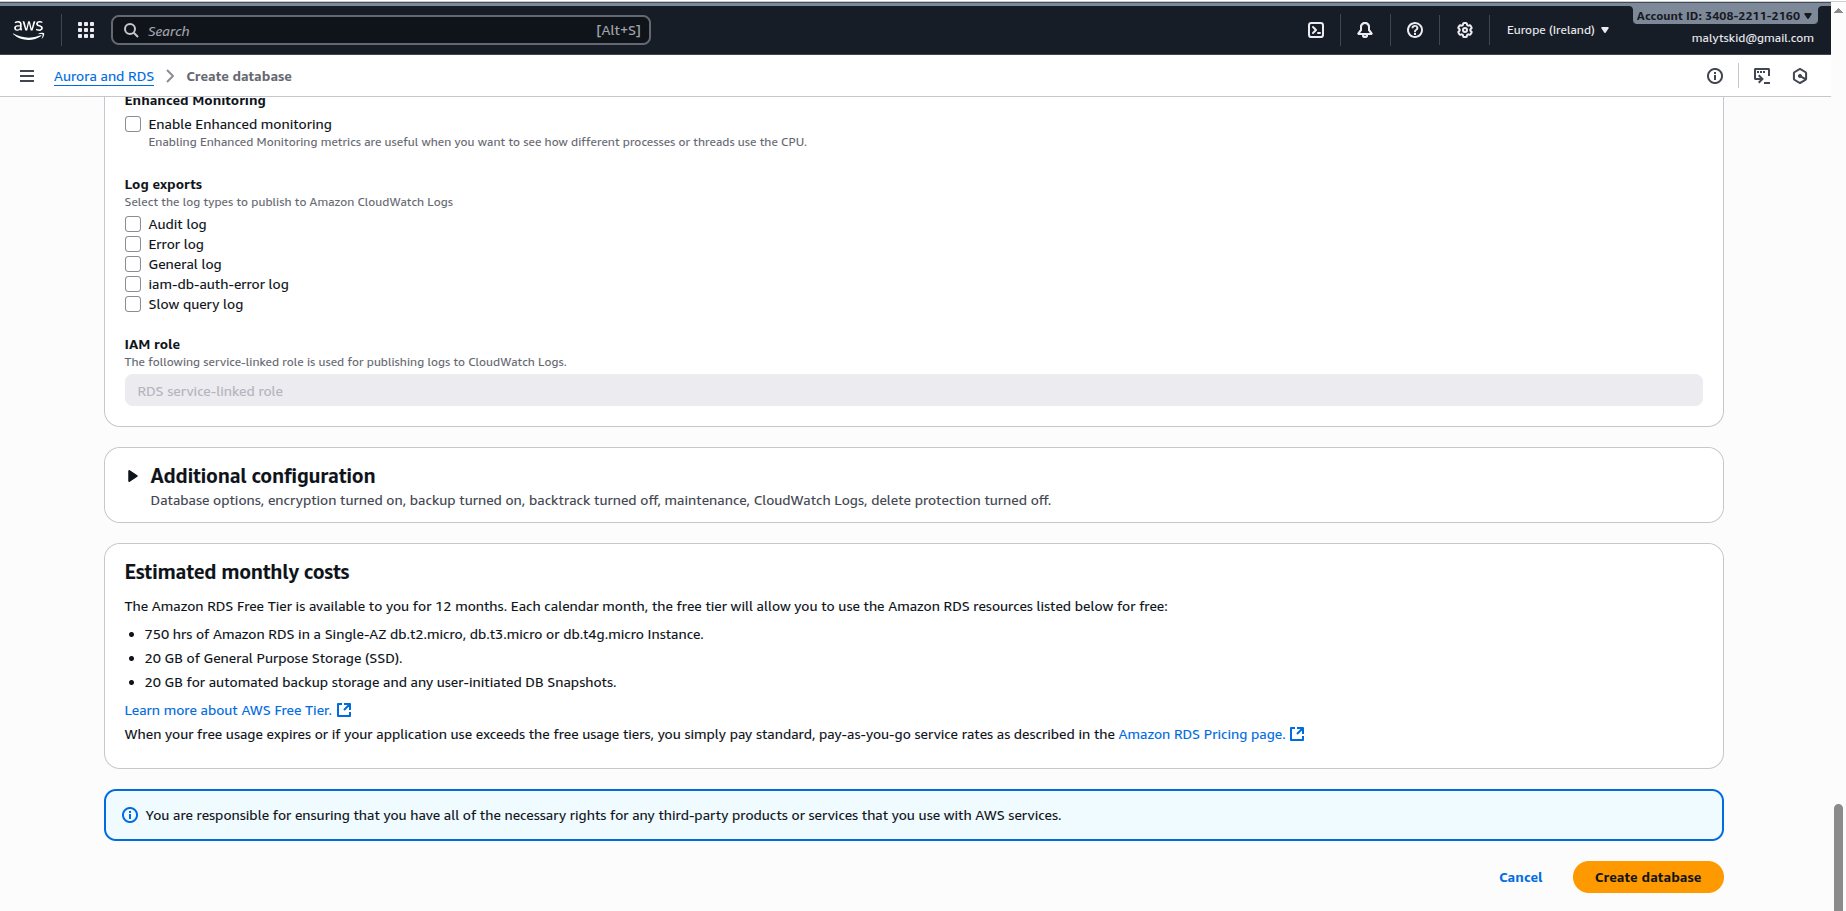 aws
Search [Alt+S]
Europe (Ireland)
Account ID: 3408-2211-2160
malytskid@gmail.com
Aurora and RDS
Create database
Enhanced Monitoring
Enable Enhanced monitoring
Enabling Enhanced Monitoring metrics are useful when you want to see how different processes or threads use the CPU.
Log exports
Select the log types to publish to Amazon CloudWatch Logs
Audit log
Error log
General log
iam-db-auth-error log
Slow query log
IAM role
The following service-linked role is used for publishing logs to CloudWatch Logs.
RDS service-linked role
Additional configuration
Database options, encryption turned on, backup turned on, backtrack turned off, maintenance, CloudWatch Logs, delete protection turned off.
Estimated monthly costs
The Amazon RDS Free Tier is available to you for 12 months. Each calendar month, the free tier will allow you to use the Amazon RDS resources listed below for free:
750 hrs of Amazon RDS in a Single-AZ db.t2.micro, db.t3.micro or db.t4g.micro Instance.
20 GB of General Purpose Storage (SSD).
20 GB for automated backup storage and any user-initiated DB Snapshots.
Learn more about AWS Free Tier.
When your free usage expires or if your application use exceeds the free usage tiers, you simply pay standard, pay-as-you-go service rates as described in the Amazon RDS Pricing page.
You are responsible for ensuring that you have all of the necessary rights for any third-party products or services that you use with AWS services.
Cancel
Create database